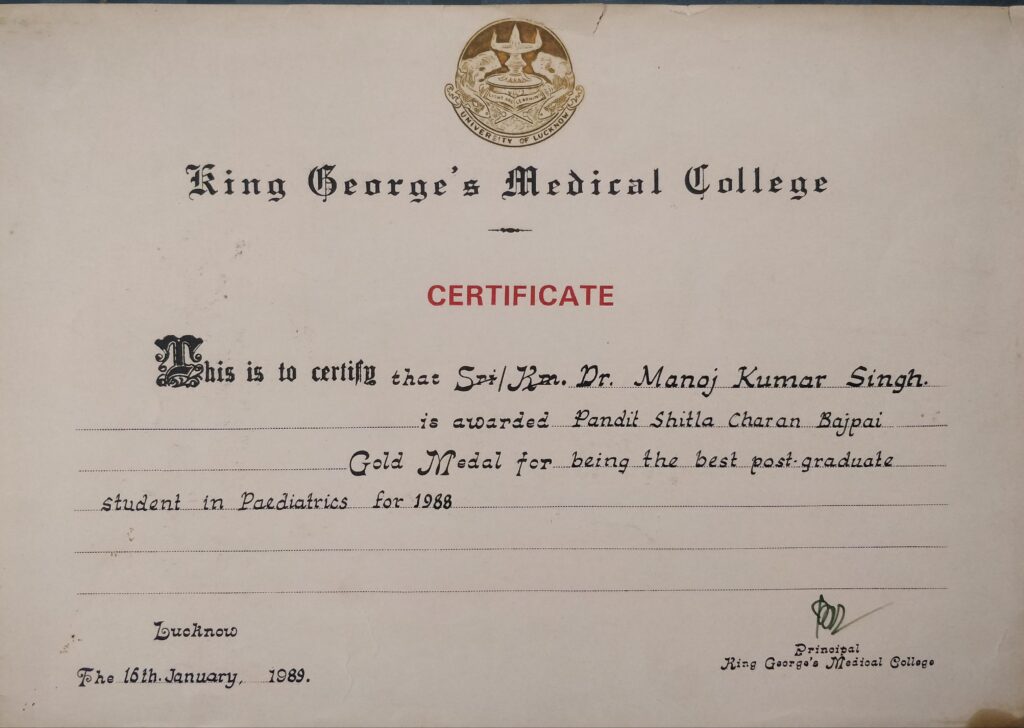 UNIVERSITY OF LUCKNOW
King George's Medical College
CERTIFICATE
This is to certify that Sri/Km. Dr. Manoj Kumar Singh.
is awarded Pandit Shitla Charan Bajpai
Gold Medal for being the best post-graduate
student in Paediatrics for 1988
Lucknow
The 16th January, 1989.
Principal
King George's Medical College